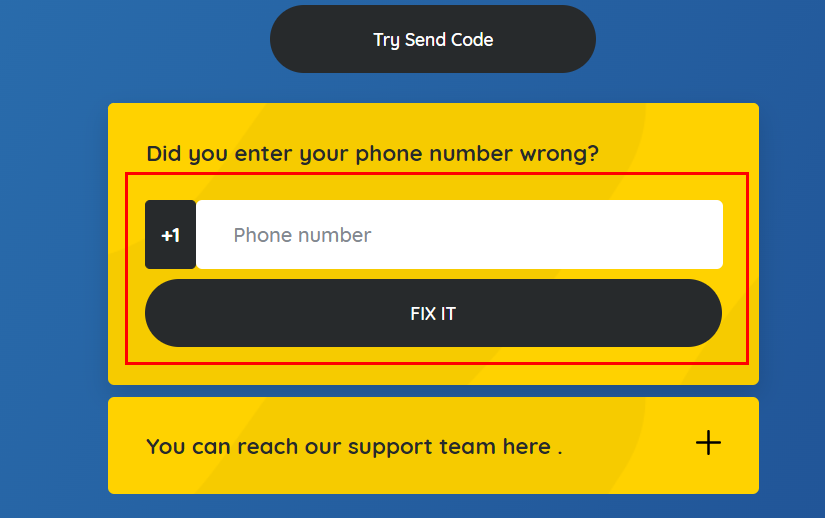 Try Send Code
Did you enter your phone number wrong?
+1 Phone number
FIX IT
You can reach our support team here .